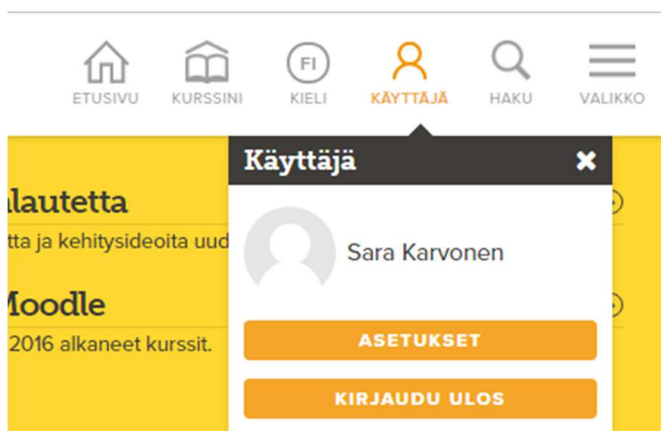 ETUSIVU KURSSINI FI KIELI KÄYTTÄJÄ HAKU VALIKKO
Käyttäjä
lautetta
tta ja kehitysideoita uud
Sara Karvonen
Moodle
2016 alkaneet kurssit.
ASETUKSET
KIRJAUDU ULOS